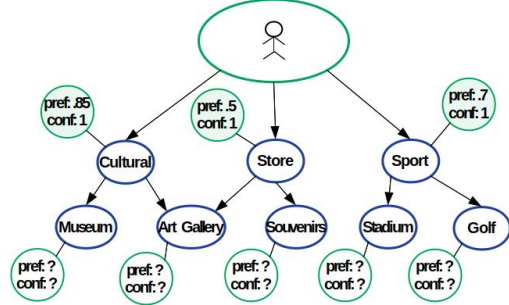 pref: .85
conf: 1
pref: .5
conf: 1
pref: .7
conf: 1
Cultural
Store
Sport
Museum
Art Gallery
Souvenirs
Stadium
Golf
pref: ?
conf: ?
pref: ?
conf: ?
pref: ?
conf: ?
pref: ?
conf: ?
pref: ?
conf: ?